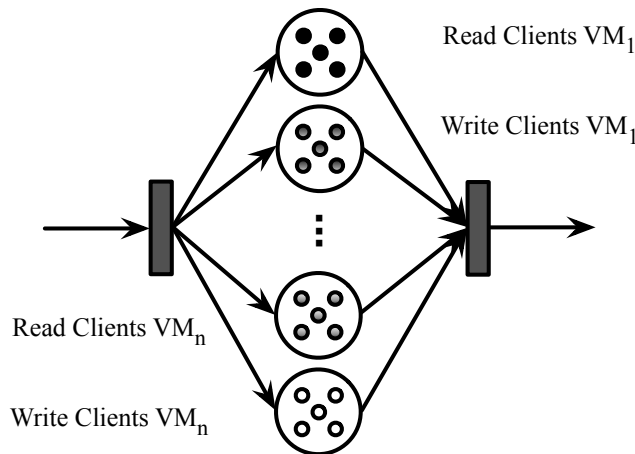 Read Clients VM₁
Write Clients VM₁
Read Clients VMₙ
Write Clients VMₙ